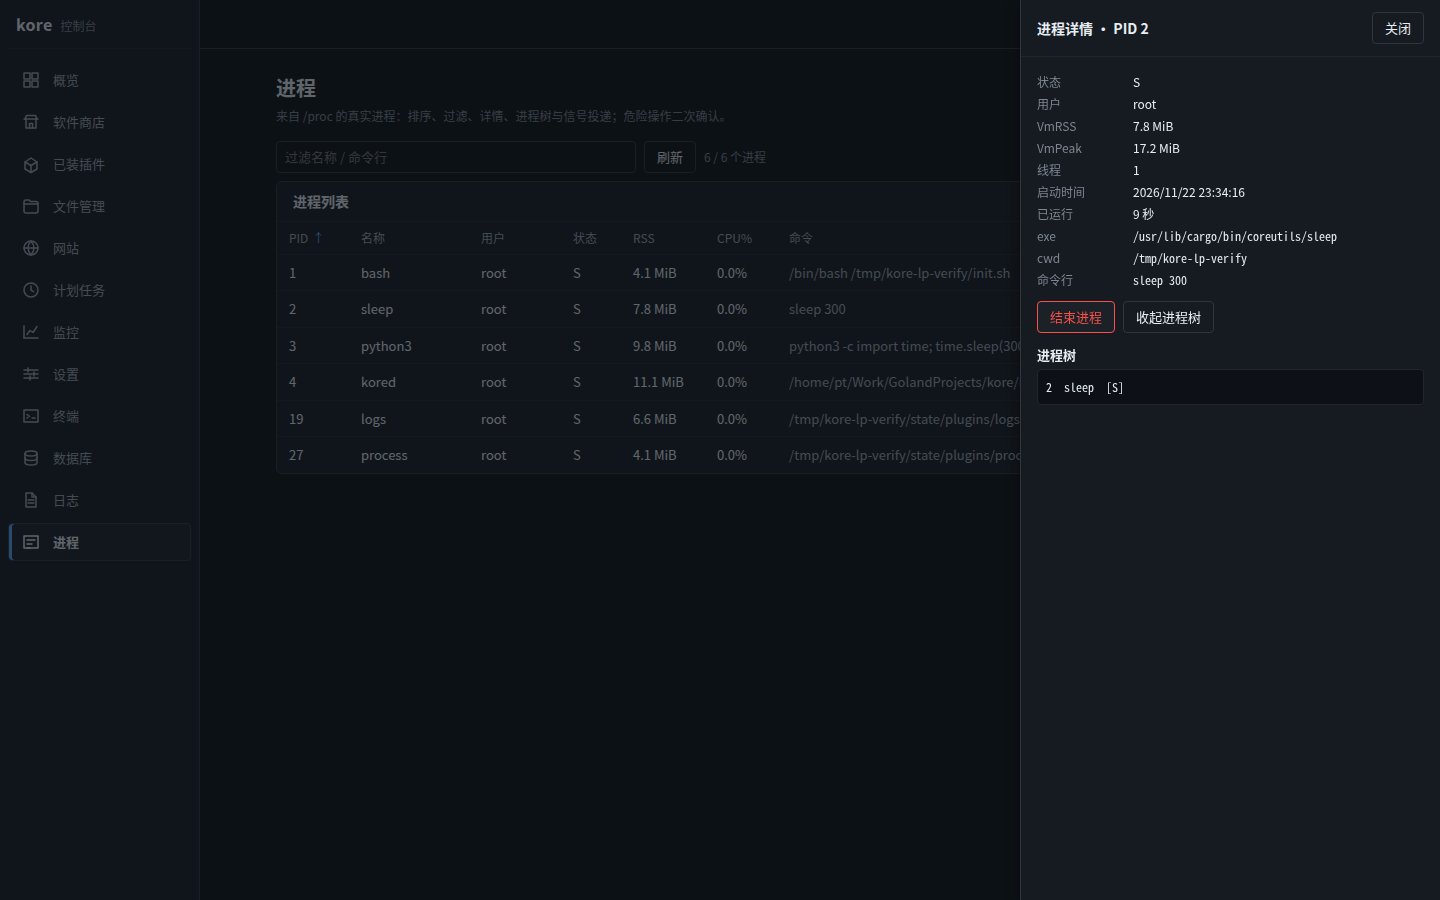 kore 控制台
概览
软件商店
已装插件
文件管理
网站
计划任务
监控
设置
终端
数据库
日志
进程
进程
来自 /proc 的真实进程：排序、过滤、详情、进程树与信号投递；危险操作二次确认。
过滤名称 / 命令行 刷新 6 / 6 个进程
进程列表
PID ↑ 名称 用户 状态 RSS CPU% 命令
1 bash root S 4.1 MiB 0.0% /bin/bash /tmp/kore-lp-verify/init.sh
2 sleep root S 7.8 MiB 0.0% sleep 300
3 python3 root S 9.8 MiB 0.0% python3 -c import time; time.sleep(300
4 kored root S 11.1 MiB 0.0% /home/pt/Work/GolandProjects/kore/
19 logs root S 6.6 MiB 0.0% /tmp/kore-lp-verify/state/plugins/logs
27 process root S 4.1 MiB 0.0% /tmp/kore-lp-verify/state/plugins/proc
进程详情 · PID 2 关闭
状态 S
用户 root
VmRSS 7.8 MiB
VmPeak 17.2 MiB
线程 1
启动时间 2026/11/22 23:34:16
已运行 9 秒
exe /usr/lib/cargo/bin/coreutils/sleep
cwd /tmp/kore-lp-verify
命令行 sleep 300
结束进程 收起进程树
进程树
2 sleep [S]